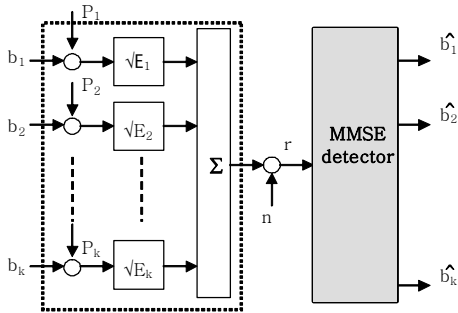 P₁
b₁ √E₁ b̂₁
P₂
b₂ √E₂ b̂₂
MMSE
detector
Σ r
n
Pₖ
bₖ √Eₖ b̂ₖ